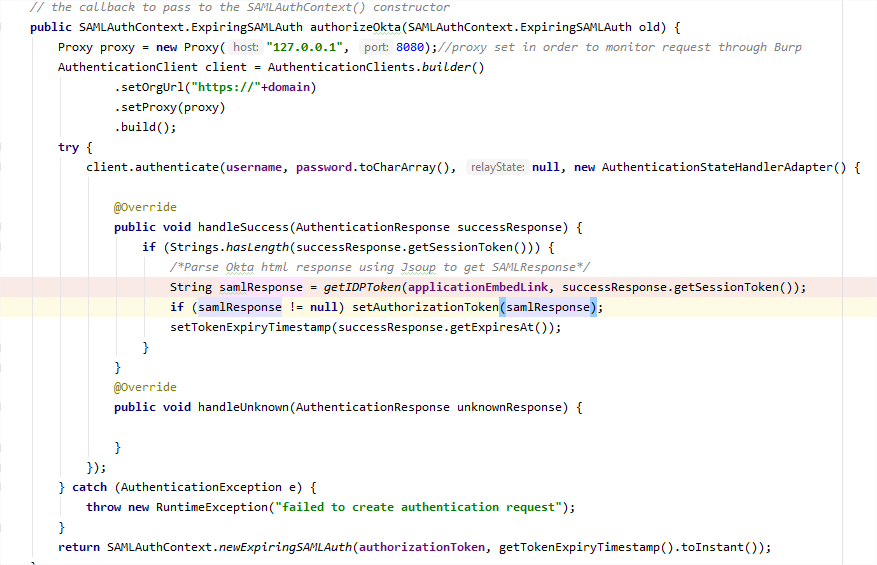 // the callback to pass to the SAMLAuthContext() constructor
public SAMLAuthContext.ExpiringSAMLAuth authorizeOkta(SAMLAuthContext.ExpiringSAMLAuth old) {
Proxy proxy = new Proxy( host: "127.0.0.1", port: 8080);//proxy set in order to monitor request through Burp
AuthenticationClient client = AuthenticationClients.builder()
.setOrgUrl("https://"+domain)
.setProxy(proxy)
.build();
try {
client.authenticate(username, password.toCharArray(), relayState: null, new AuthenticationStateHandlerAdapter() {
@Override
public void handleSuccess(AuthenticationResponse successResponse) {
if (Strings.hasLength(successResponse.getSessionToken())) {
/*Parse Okta html response using Jsoup to get SAMLResponse*/
String samlResponse = getIDPToken(applicationEmbedLink, successResponse.getSessionToken());
if (samlResponse != null) setAuthorizationToken(samlResponse);
setTokenExpiryTimestamp(successResponse.getExpiresAt());
}
}
@Override
public void handleUnknown(AuthenticationResponse unknownResponse) {
}
});
} catch (AuthenticationException e) {
throw new RuntimeException("failed to create authentication request");
}
return SAMLAuthContext.newExpiringSAMLAuth(authorizationToken, getTokenExpiryTimestamp().toInstant());